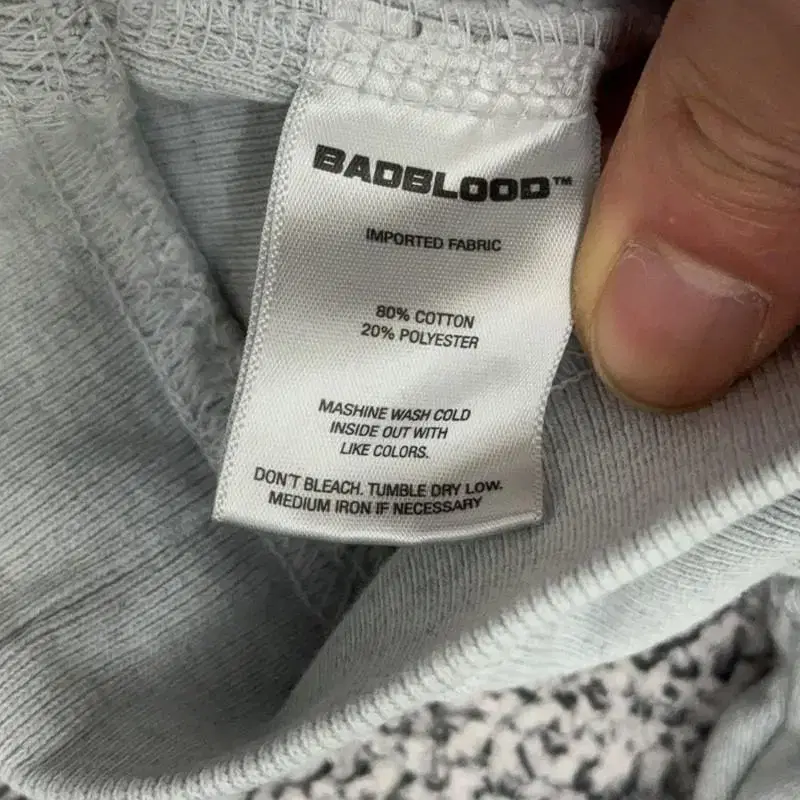 BADBLOOD™
IMPORTED FABRIC
80% COTTON
20% POLYESTER
MASHINE WASH COLD
INSIDE OUT WITH
LIKE COLORS.
DON'T BLEACH. TUMBLE DRY LOW.
MEDIUM IRON IF NECESSARY